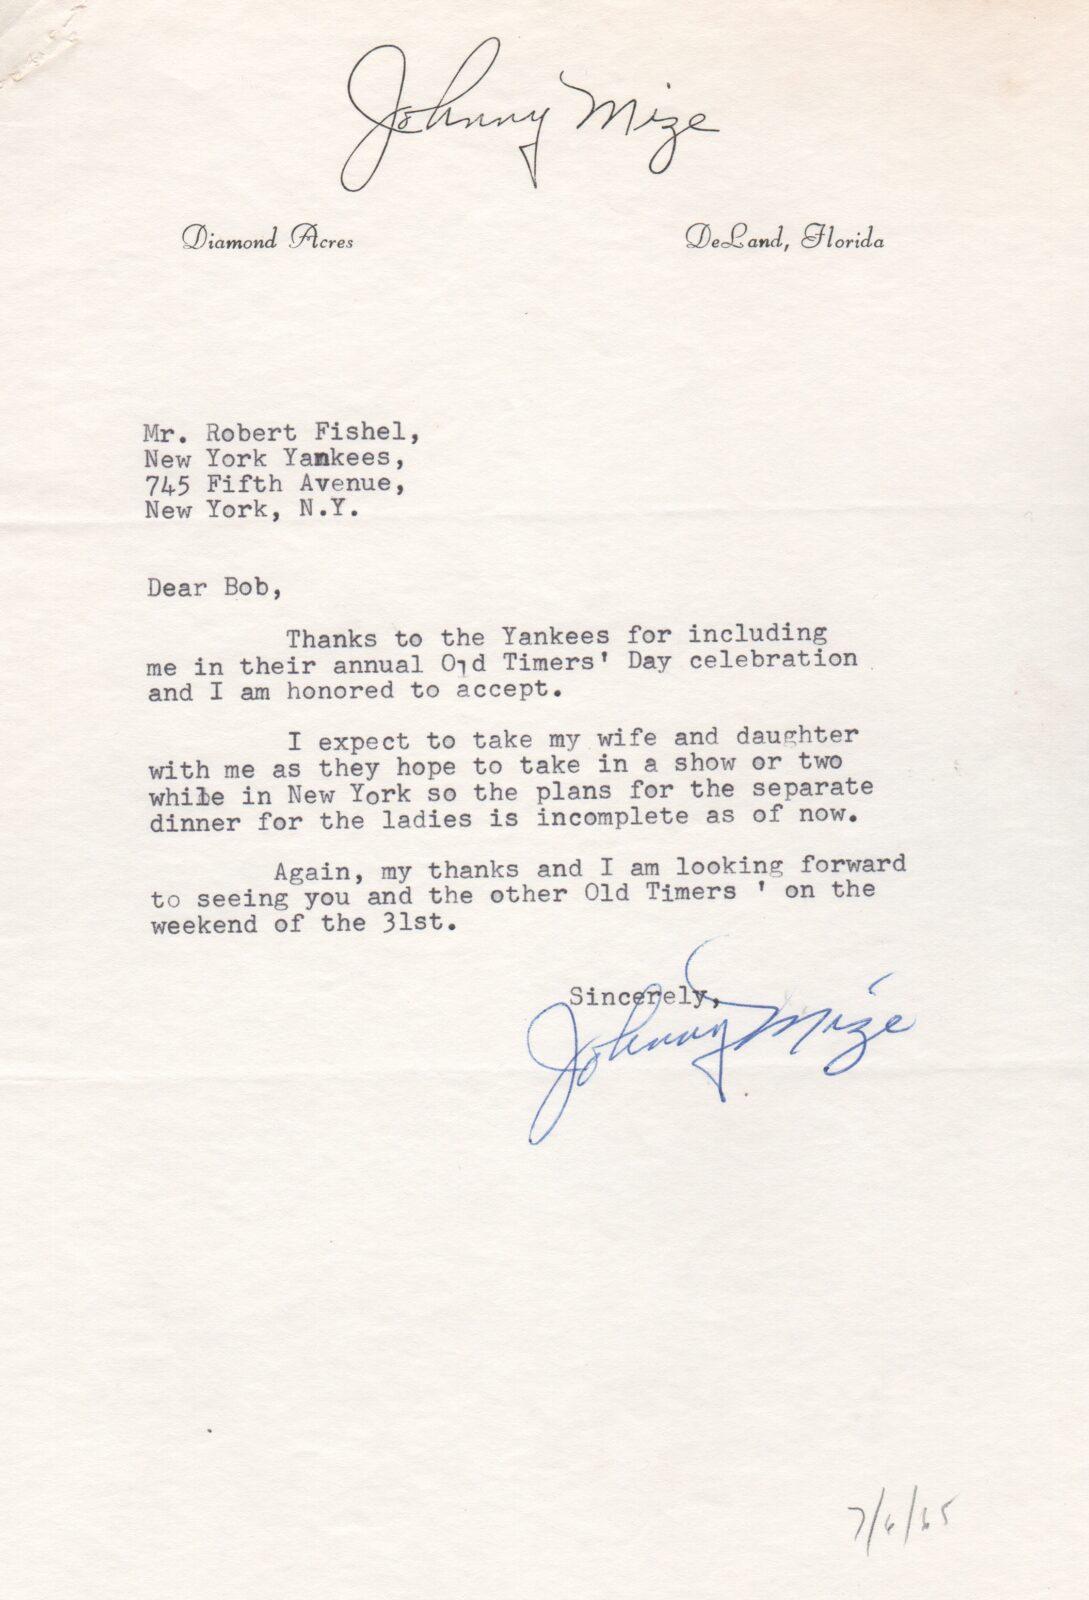 Johnny Mize
Diamond Acres DeLand, Florida
Mr. Robert Fishel,
New York Yankees,
745 Fifth Avenue,
New York, N.Y.
Dear Bob,
Thanks to the Yankees for including
me in their annual Old Timers' Day celebration
and I am honored to accept.
I expect to take my wife and daughter
with me as they hope to take in a show or two
while in New York so the plans for the separate
dinner for the ladies is incomplete as of now.
Again, my thanks and I am looking forward
to seeing you and the other Old Timers ' on the
weekend of the 31st.
Sincerely,
Johnny Mize
7/6/65